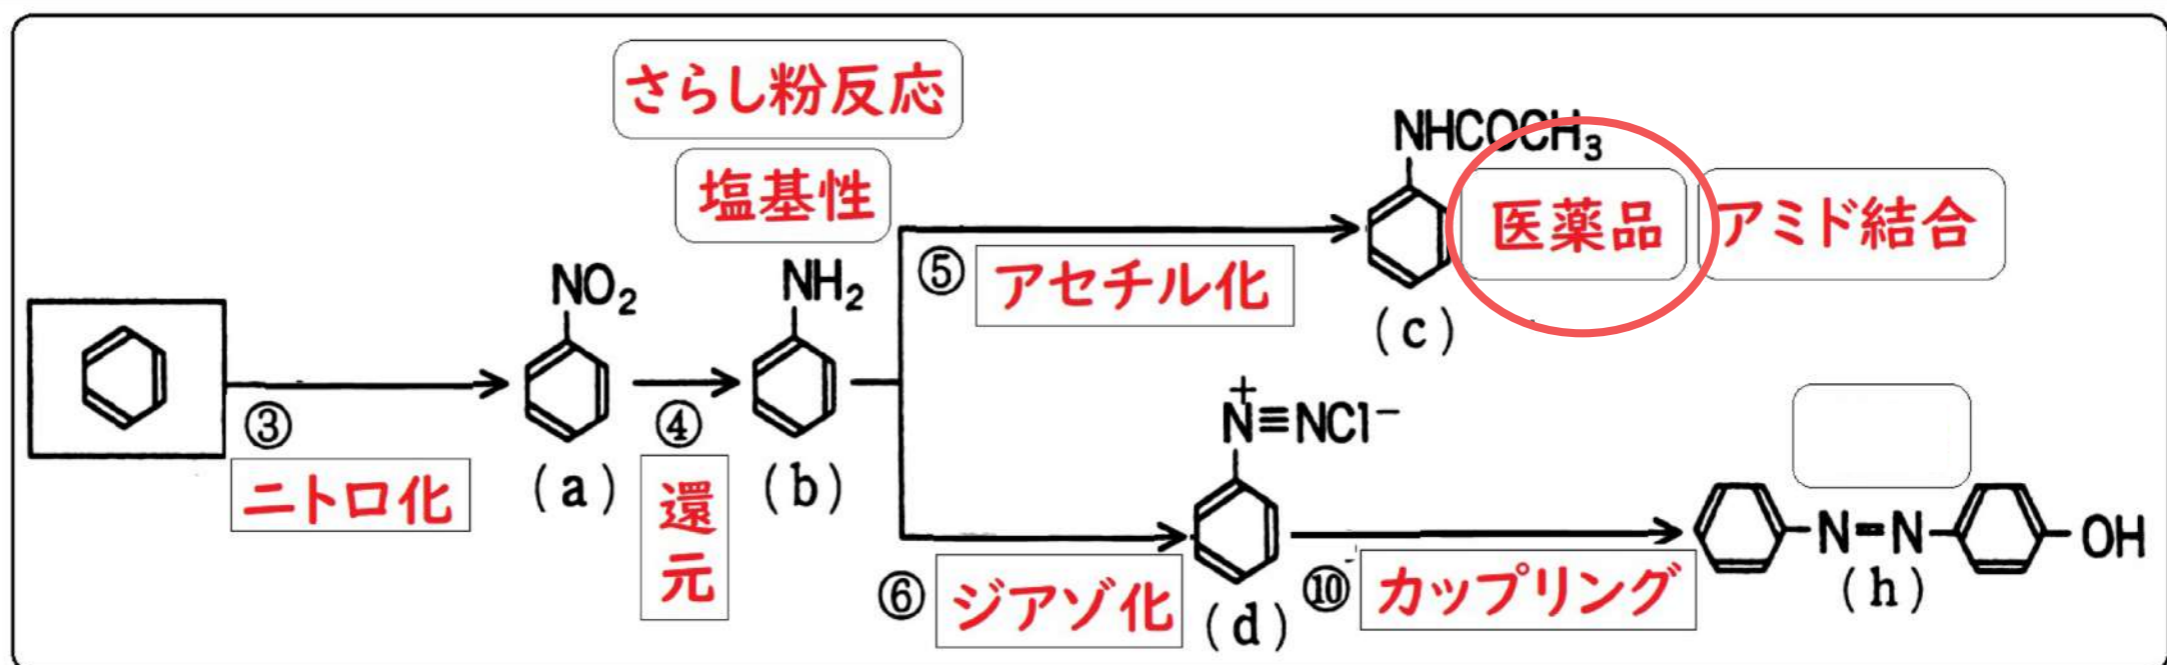 さらし粉反応
塩基性
NHCOCH₃
医薬品
アミド結合
⑤
アセチル化
(c)
NO₂
NH₂
③
ニトロ化
(a)
④
還元
(b)
N⁺≡NCl⁻
⑥
ジアゾ化
(d)
⑩
カップリング
N=N
OH
(h)